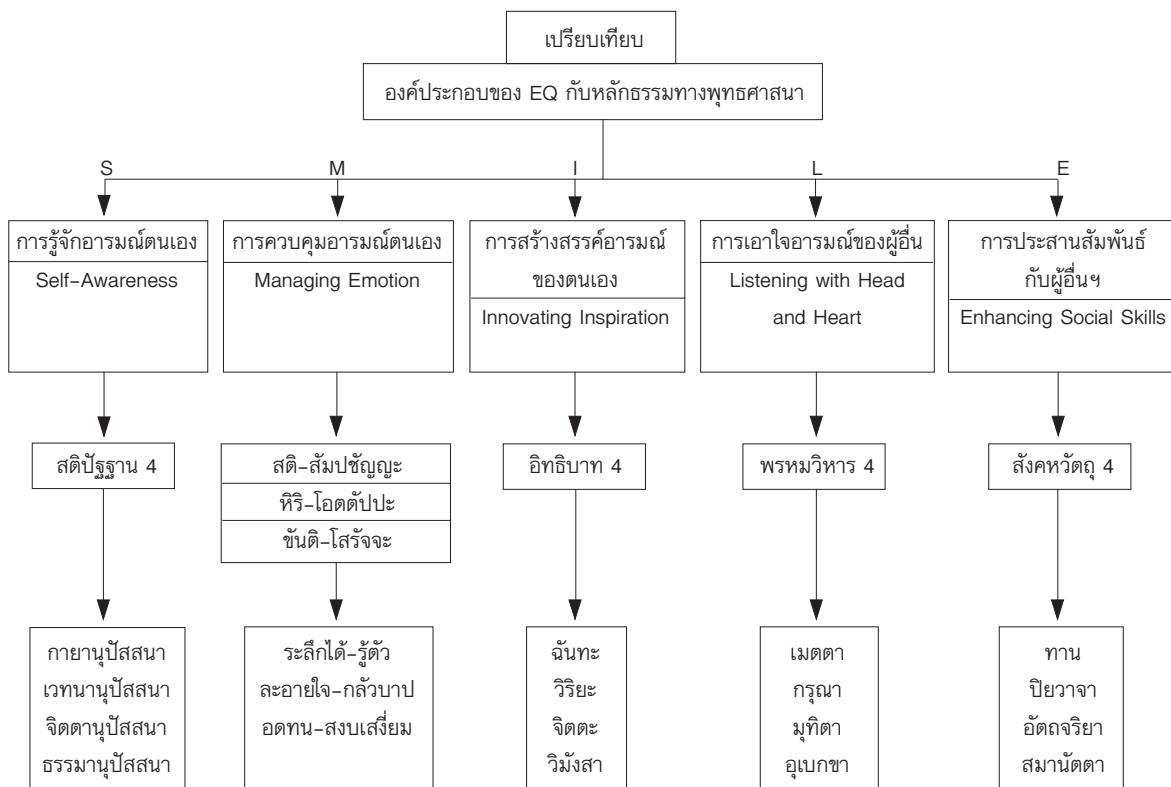 เปรียบเทียบ
องค์ประกอบของ EQ กับหลักธรรมทางพุทธศาสนา
S
M
I
L
E
การรู้จักอารมณ์ตนเอง
Self-Awareness
การควบคุมอารมณ์ตนเอง
Managing Emotion
การสร้างสรรค์อารมณ์
ของตนเอง
Innovating Inspiration
การเอาใจอารมณ์ของผู้อื่น
Listening with Head
and Heart
การประสานสัมพันธ์
กับผู้อื่นฯ
Enhancing Social Skills
สติปัฐฐาน 4
สติ-สัมปชัญญะ
หิริ-โอตตัปปะ
ขันติ-โสรัจจะ
อิทธิบาท 4
พรหมวิหาร 4
สังคหวัตถุ 4
กายานุปัสสนา
เวทนานุปัสสนา
จิตตานุปัสสนา
ธรรมานุปัสสนา
ระลึกได้-รู้ตัว
ละอายใจ-กลัวบาป
อดทน-สงบเสงี่ยม
ฉันทะ
วิริยะ
จิตตะ
วิมังสา
เมตตา
กรุณา
มุทิตา
อุเบกขา
ทาน
ปิยวาจา
อัตถจริยา
สมานัตตา